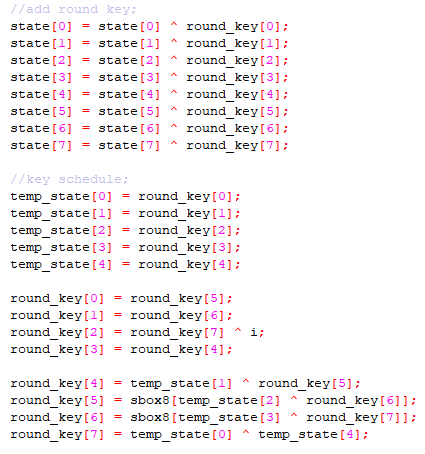 //add round key;
state[0] = state[0] ^ round_key[0];
state[1] = state[1] ^ round_key[1];
state[2] = state[2] ^ round_key[2];
state[3] = state[3] ^ round_key[3];
state[4] = state[4] ^ round_key[4];
state[5] = state[5] ^ round_key[5];
state[6] = state[6] ^ round_key[6];
state[7] = state[7] ^ round_key[7];

//key schedule;
temp_state[0] = round_key[0];
temp_state[1] = round_key[1];
temp_state[2] = round_key[2];
temp_state[3] = round_key[3];
temp_state[4] = round_key[4];

round_key[0] = round_key[5];
round_key[1] = round_key[6];
round_key[2] = round_key[7] ^ i;
round_key[3] = round_key[4];

round_key[4] = temp_state[1] ^ round_key[5];
round_key[5] = sbox8[temp_state[2] ^ round_key[6]];
round_key[6] = sbox8[temp_state[3] ^ round_key[7]];
round_key[7] = temp_state[0] ^ temp_state[4];